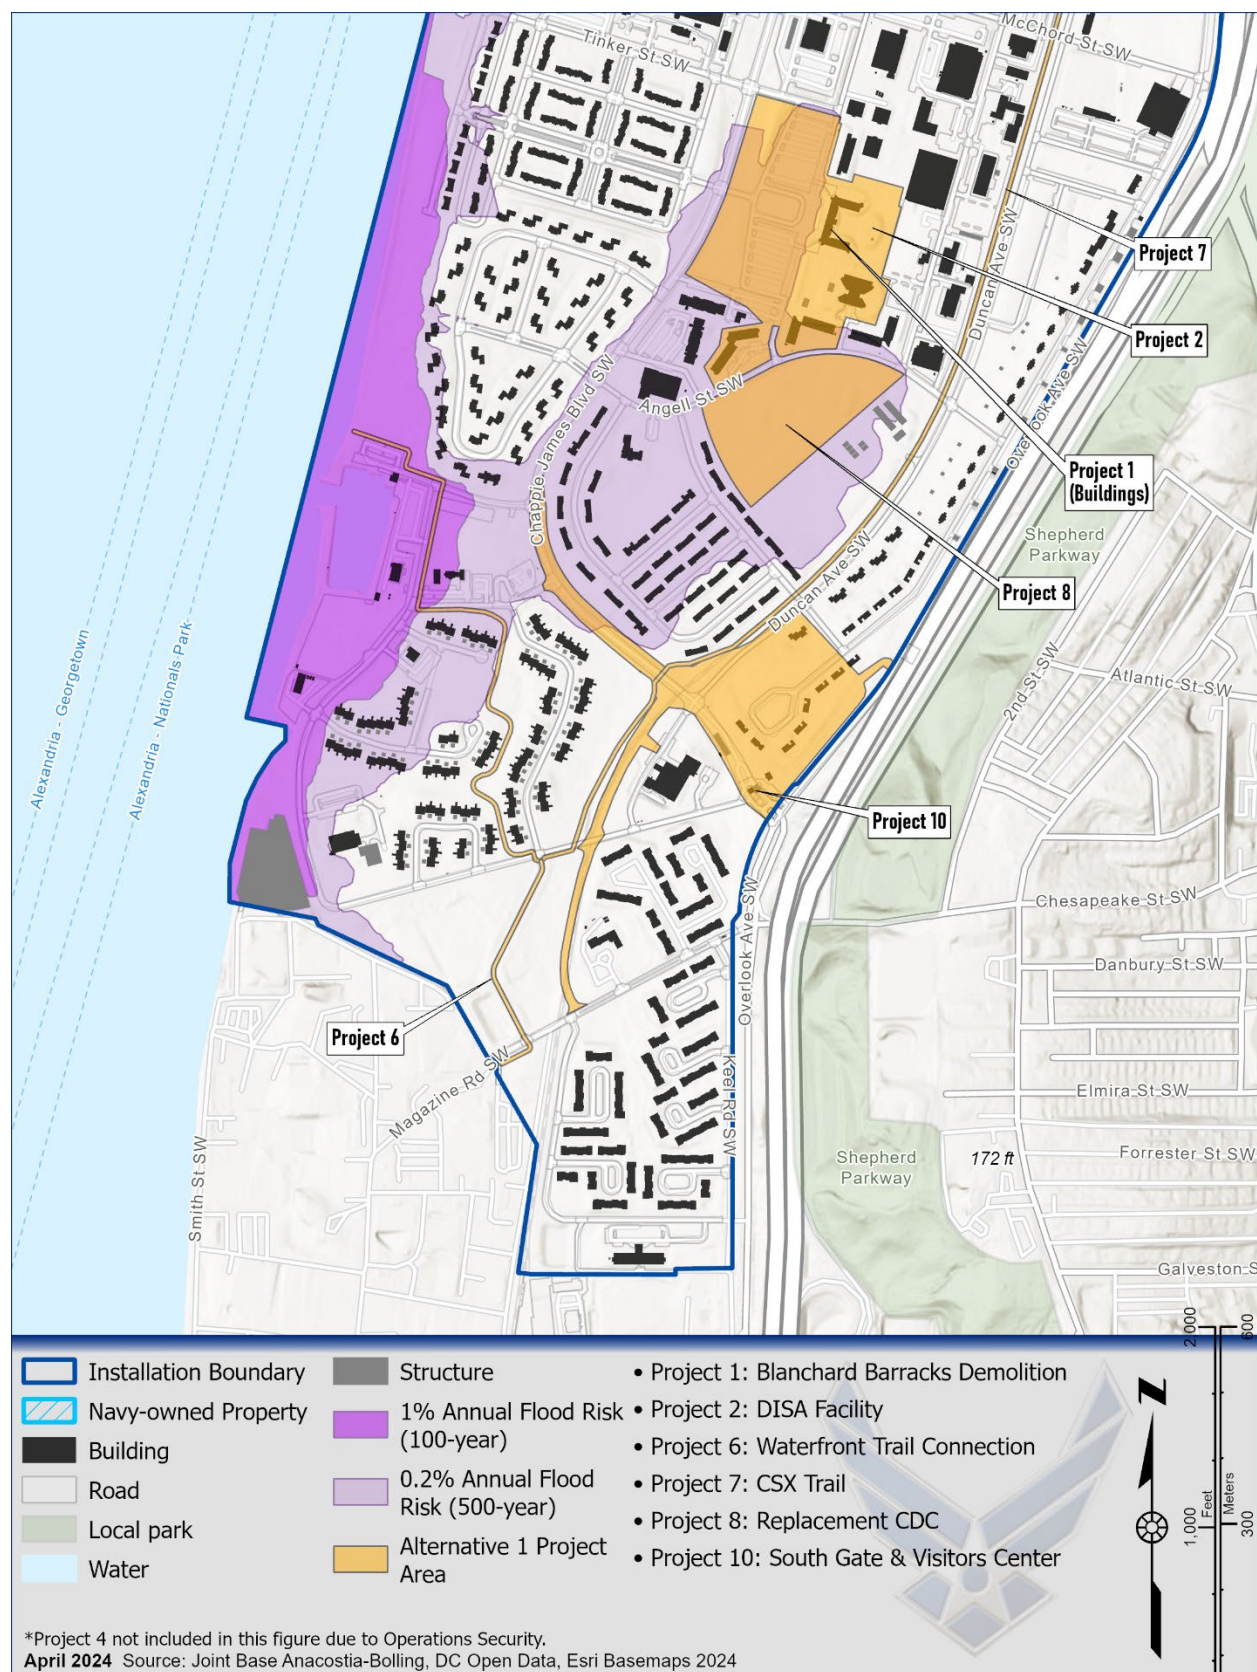 Tinker St SW
McChord St SW
Project 7
Duncan Ave SW
Project 2
Chappie James Blvd SW
Angell St SW
Overlook Ave SW
Project 1
(Buildings)
Shepherd
Parkway
Project 8
Duncan Ave SW
2nd St SW
Atlantic St SW
Alexandria - Georgetown
Alexandria - Nationals Park
Project 10
Chesapeake St SW
Overlook Ave SW
Danbury St SW
Project 6
Magazine Rd SW
Keel Rd SW
Elmira St SW
Smith St SW
Shepherd
Parkway
172 ft
Forrester St SW
Galveston S
Installation Boundary
Navy-owned Property
Building
Road
Local park
Water
Structure
1% Annual Flood Risk
(100-year)
0.2% Annual Flood
Risk (500-year)
Alternative 1 Project
Area
• Project 1: Blanchard Barracks Demolition
• Project 2: DISA Facility
• Project 6: Waterfront Trail Connection
• Project 7: CSX Trail
• Project 8: Replacement CDC
• Project 10: South Gate & Visitors Center
Z
2,000
600
Feet
Meters
1,000
300
*Project 4 not included in this figure due to Operations Security.
April 2024 Source: Joint Base Anacostia-Bolling, DC Open Data, Esri Basemaps 2024